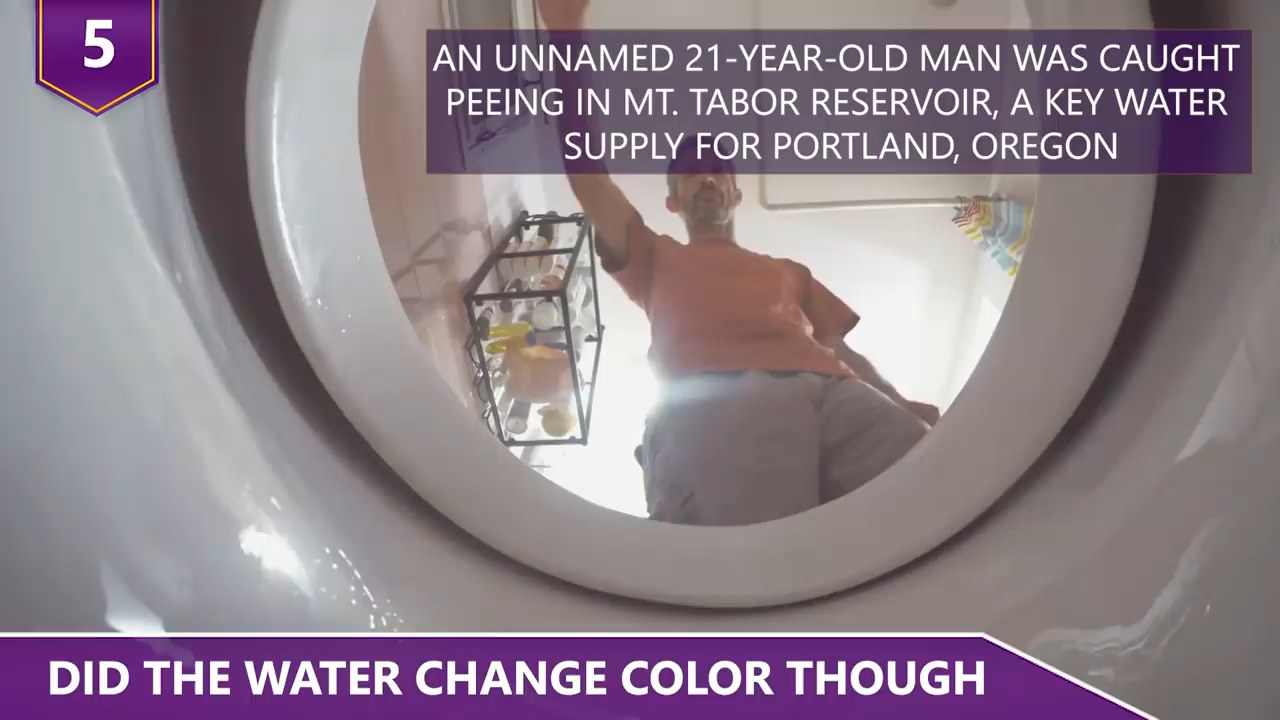 5
AN UNNAMED 21-YEAR-OLD MAN WAS CAUGHT
PEEING IN MT. TABOR RESERVOIR, A KEY WATER
SUPPLY FOR PORTLAND, OREGON
DID THE WATER CHANGE COLOR THOUGH